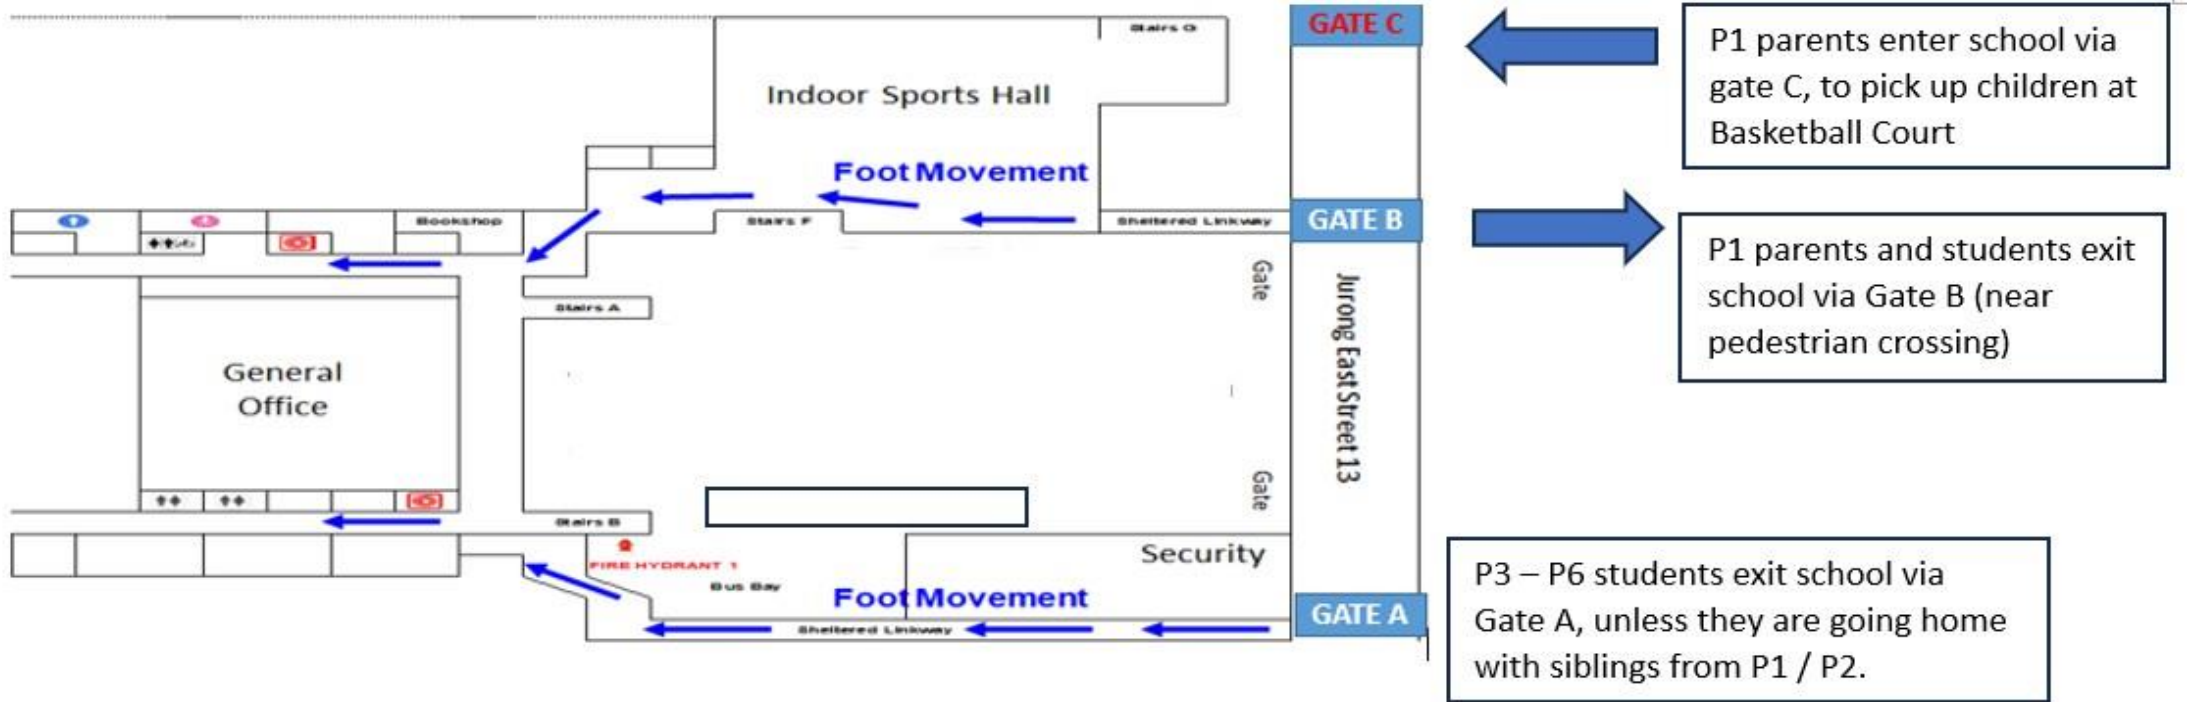 GATE C
Stairs G
P1 parents enter school via
gate C, to pick up children at
Basketball Court
Indoor Sports Hall
Foot Movement
Bookshop
Stairs F
Sheltered Linkway
GATE B
P1 parents and students exit
school via Gate B (near
pedestrian crossing)
Gate
Jurong East Street 13
Stairs A
General
Office
Gate
Stairs B
FIRE HYDRANT 1
Bus Bay
Security
Foot Movement
Sheltered Linkway
GATE A
P3 – P6 students exit school via
Gate A, unless they are going home
with siblings from P1 / P2.